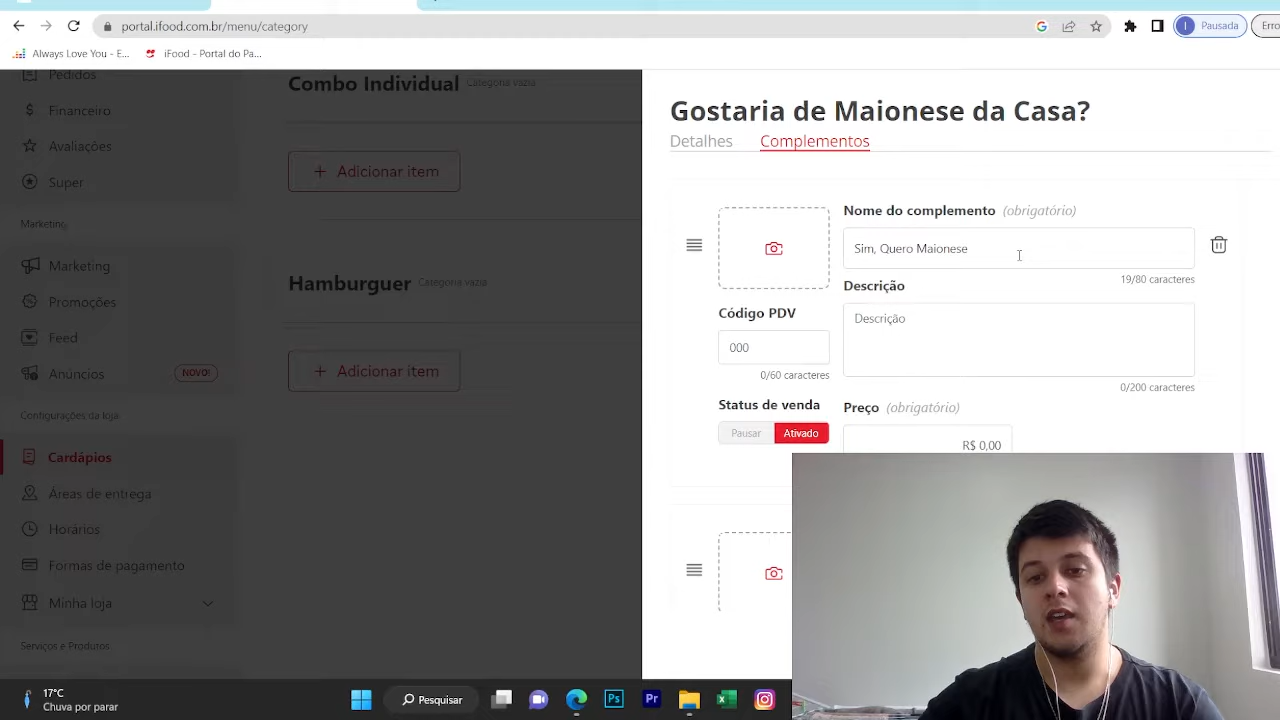 portal.ifood.com.br/menu/category
Pausada
Erro
Always Love You - E...
iFood - Portal do Pa...
Pedidos
Financeiro
Avaliações
Super
Marketing
Marketing
Promoções
Feed
Anúncios
NOVO!
Configurações da loja
Cardápios
Áreas de entrega
Horários
Formas de pagamento
Minha loja
Serviços e Produtos
Combo Individual Categoria vazia
+ Adicionar item
Hamburguer Categoria vazia
+ Adicionar item
Gostaria de Maionese da Casa?
Detalhes Complementos
Nome do complemento (obrigatório)
Sim, Quero Maionese
19/80 caracteres
Descrição
Descrição
0/200 caracteres
Código PDV
000
0/60 caracteres
Status de venda
Pausar Ativado
Preço (obrigatório)
R$ 0,00
17°C
Chuva por parar
Pesquisar
Ps
Pr